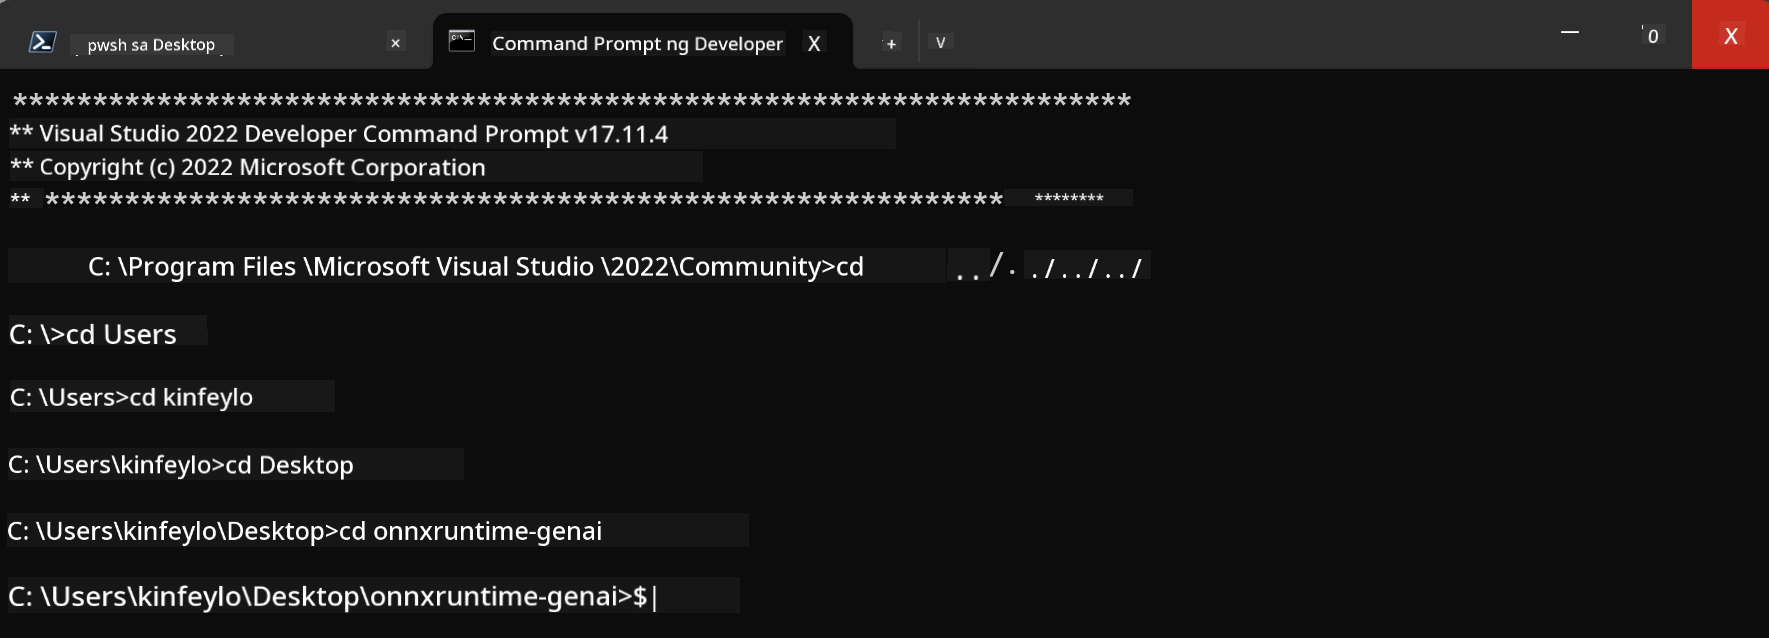 pwsh sa Desktop × Command Prompt ng Developer X + V — 0 X
**********************************************************************
** Visual Studio 2022 Developer Command Prompt v17.11.4
** Copyright (c) 2022 Microsoft Corporation
** ************************************************************ ********
C: \Program Files \Microsoft Visual Studio \2022\Community>cd ../../../../
C: \>cd Users
C: \Users>cd kinfeylo
C: \Users\kinfeylo>cd Desktop
C: \Users\kinfeylo\Desktop>cd onnxruntime-genai
C: \Users\kinfeylo\Desktop\onnxruntime-genai>$|